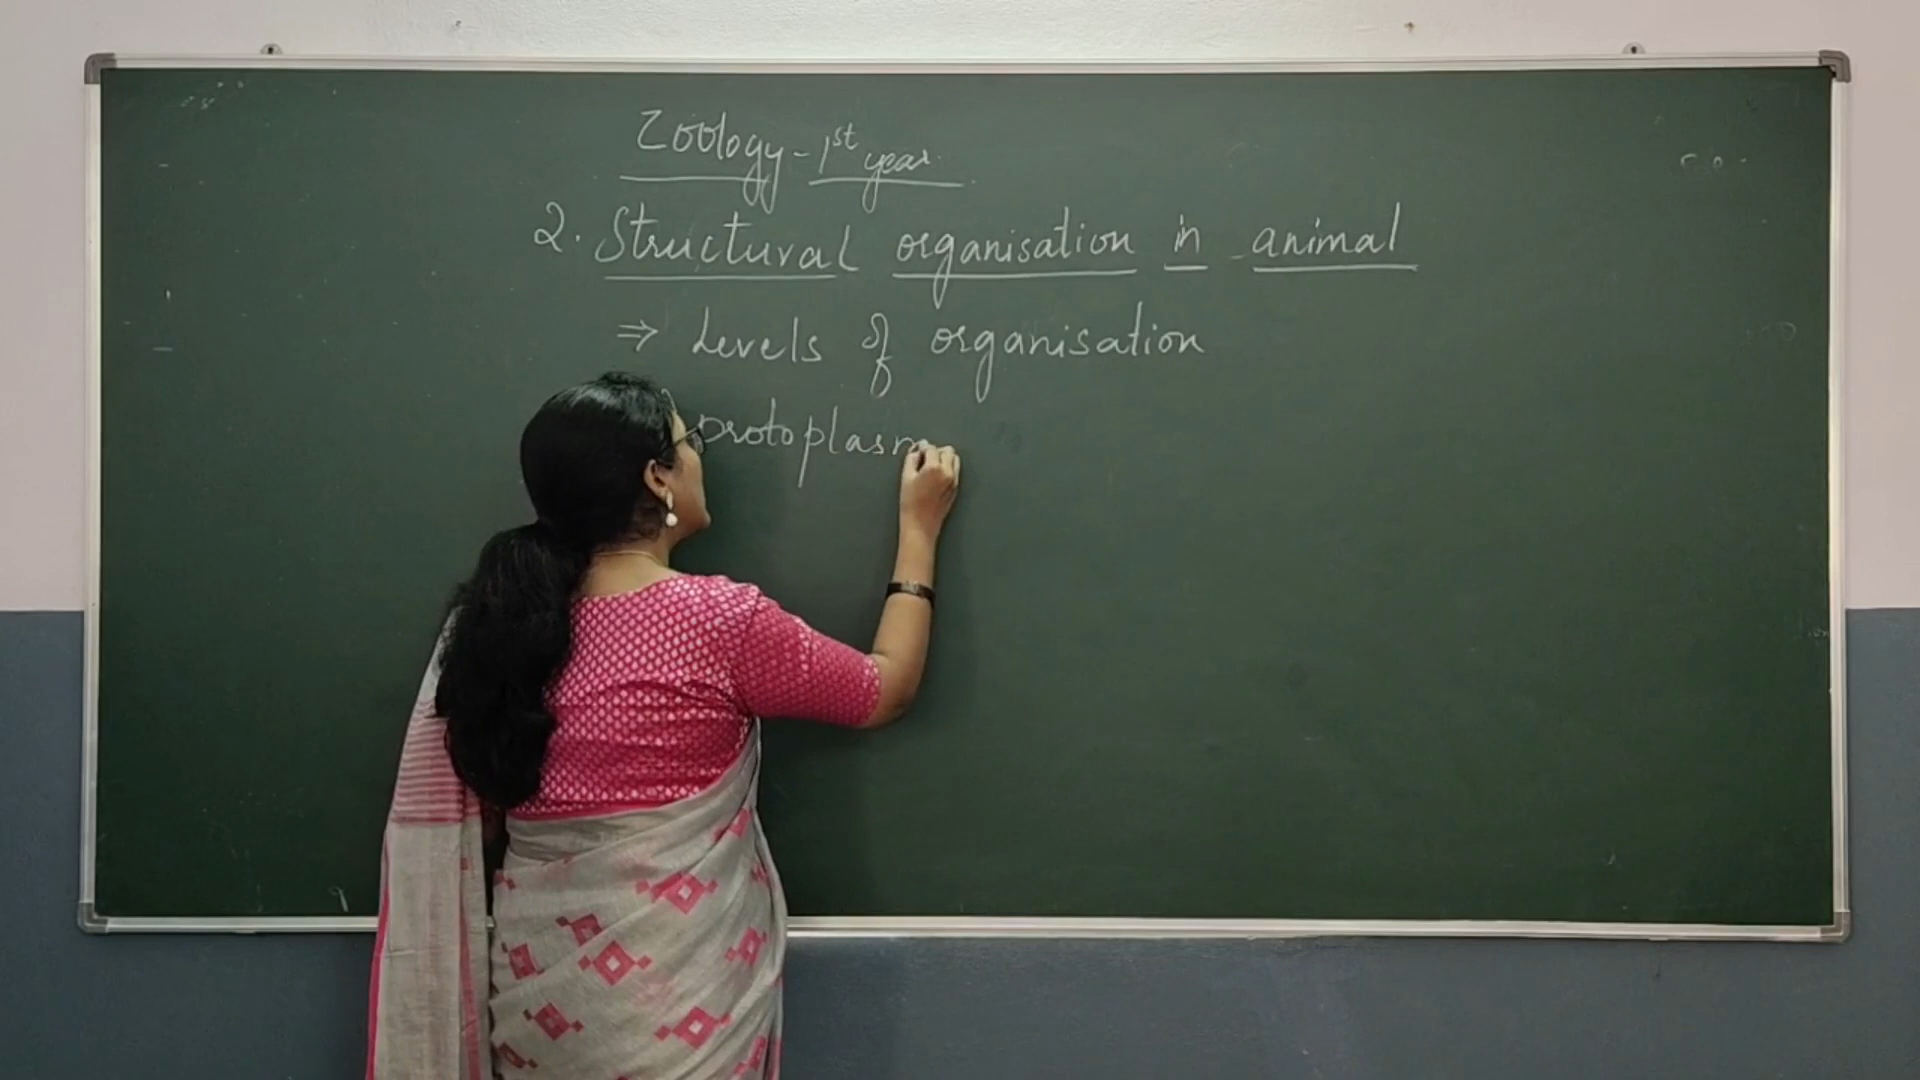 Zoology - 1st year.
2. Structural organisation in animal
⇒ Levels of organisation
protoplasm